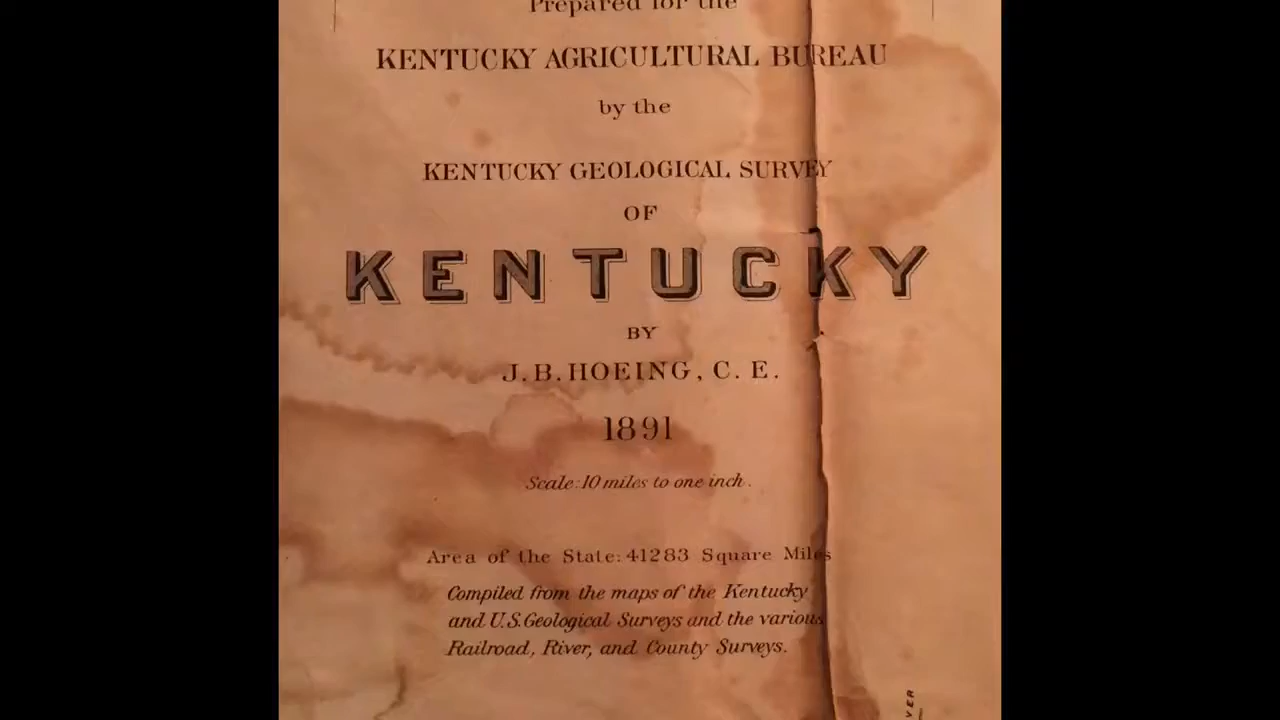 Prepared for the
KENTUCKY AGRICULTURAL BUREAU
by the
KENTUCKY GEOLOGICAL SURVEY
OF
KENTUCKY
BY
J. B. HOEING, C. E.
1891
Scale: 10 miles to one inch.
Area of the State: 41283 Square Miles
Compiled from the maps of the Kentucky
and U.S. Geological Surveys and the various
Railroad, River, and County Surveys.
VER